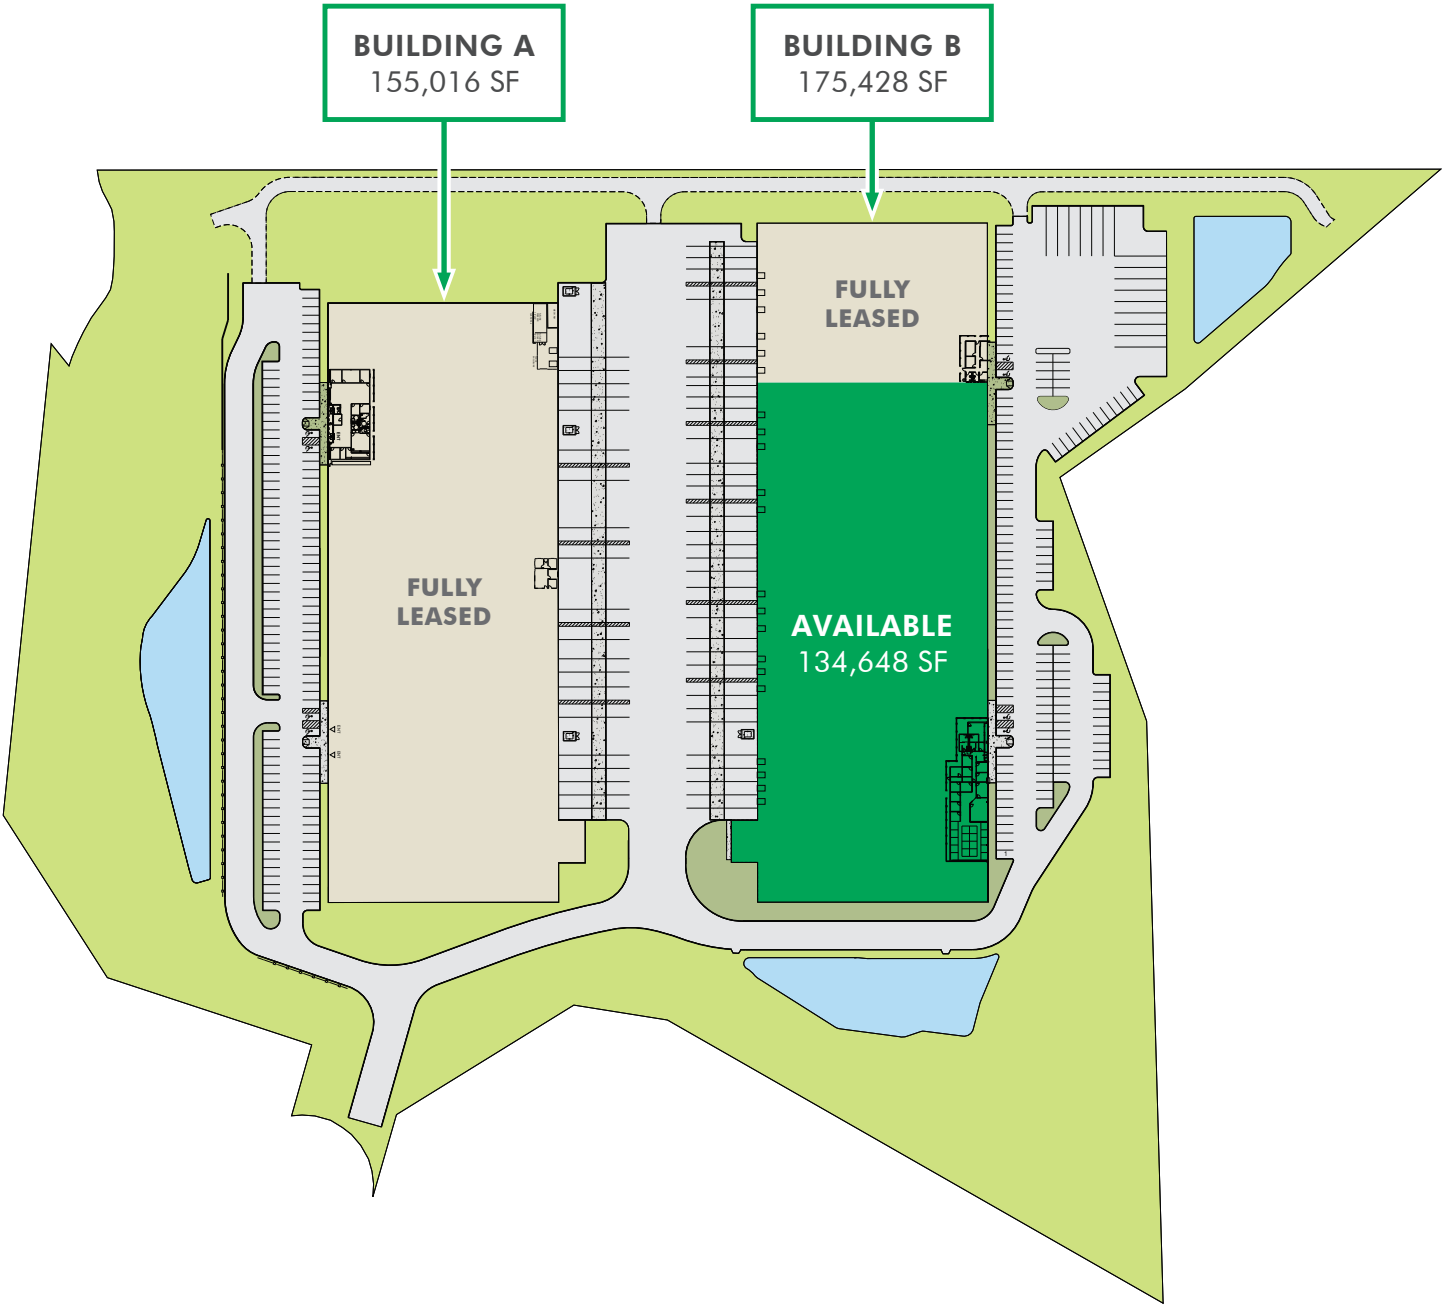 BUILDING A
155,016 SF
BUILDING B
175,428 SF
FULLY
LEASED
FULLY
LEASED
AVAILABLE
134,648 SF